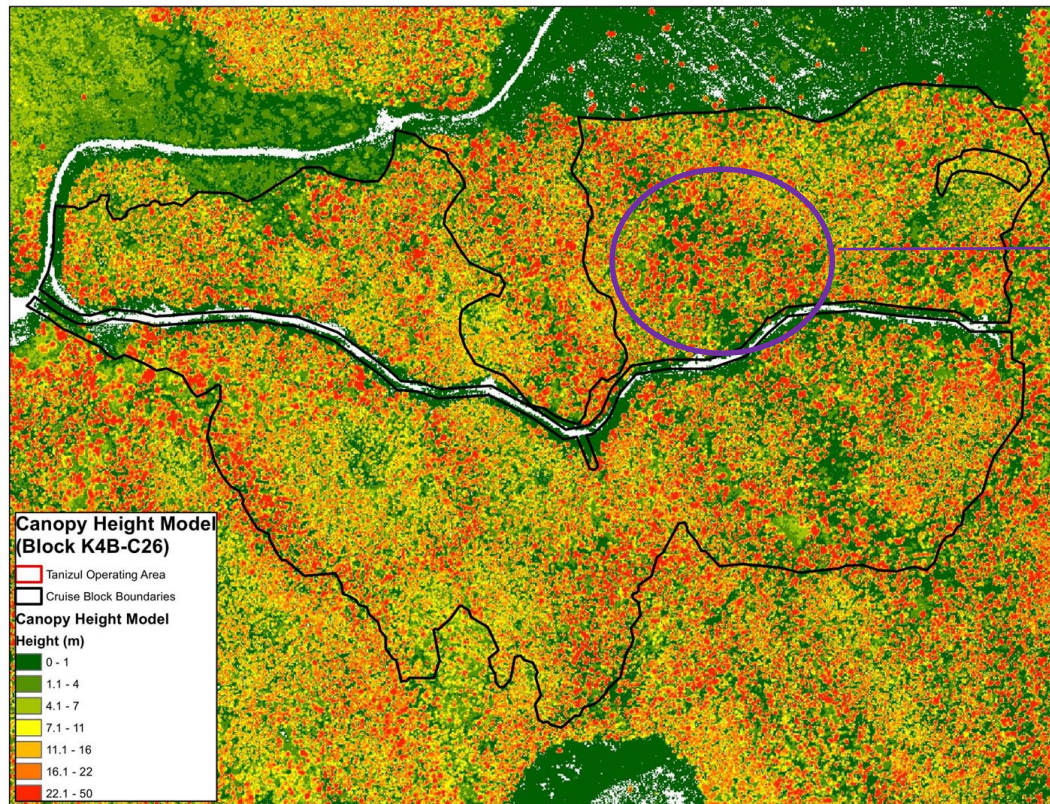 Canopy Height Model
(Block K4B-C26)
Tanizul Operating Area
Cruise Block Boundaries
Canopy Height Model
Height (m)
0 - 1
1.1 - 4
4.1 - 7
7.1 - 11
11.1 - 16
16.1 - 22
22.1 - 50